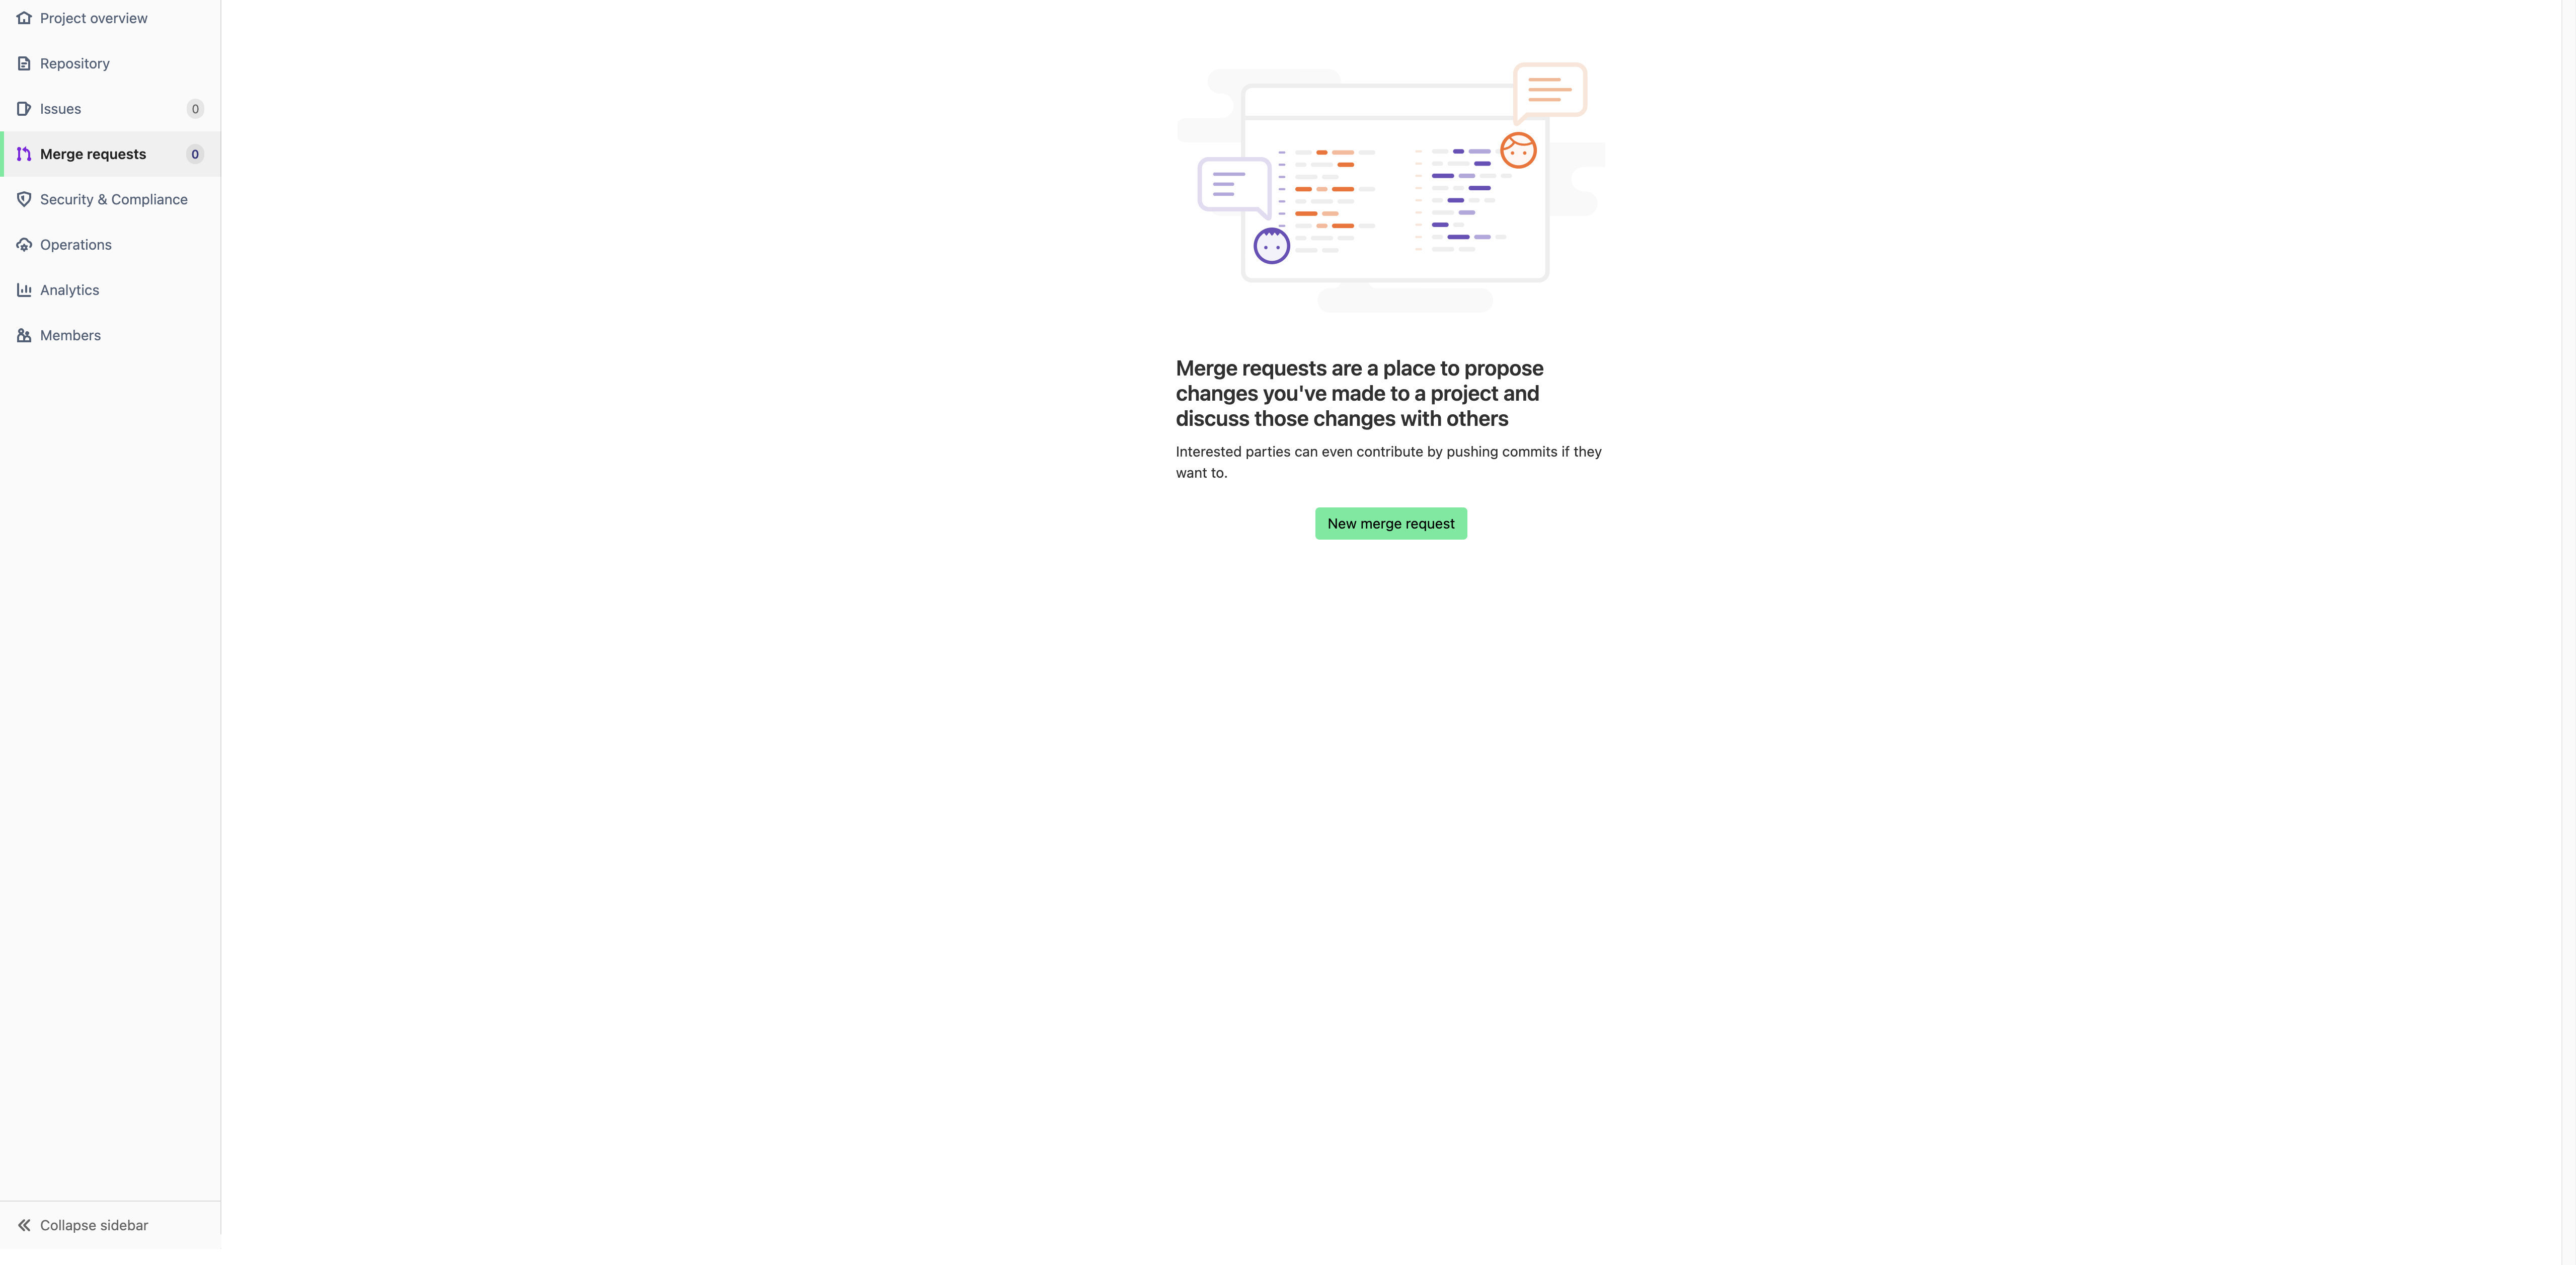 Project overview
Repository
Issues 0
Merge requests 0
Security & Compliance
Operations
Analytics
Members
Merge requests are a place to propose
changes you've made to a project and
discuss those changes with others
Interested parties can even contribute by pushing commits if they
want to.
New merge request
Collapse sidebar